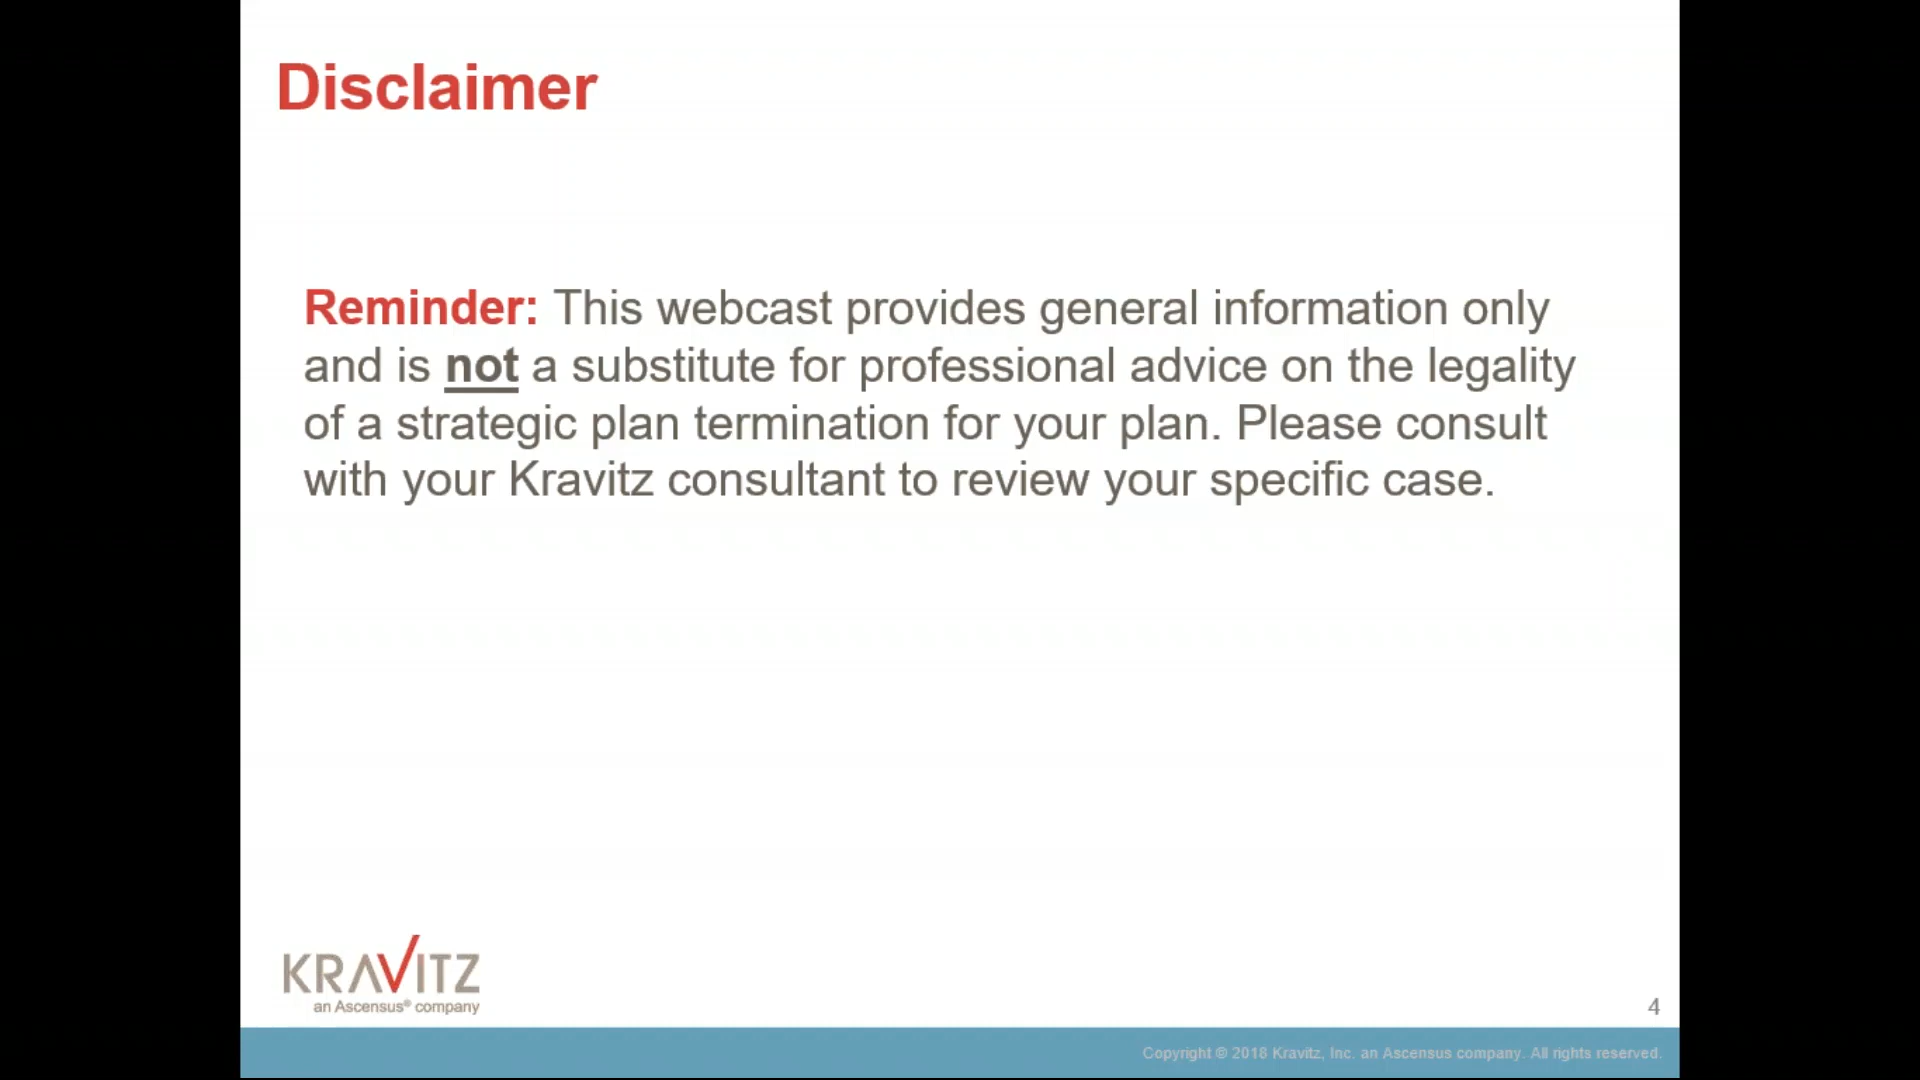 Disclaimer
Reminder: This webcast provides general information only
and is not a substitute for professional advice on the legality
of a strategic plan termination for your plan. Please consult
with your Kravitz consultant to review your specific case.
KRAVITZ
an Ascensus® company
4
Copyright © 2018 Kravitz, Inc. an Ascensus company. All rights reserved.